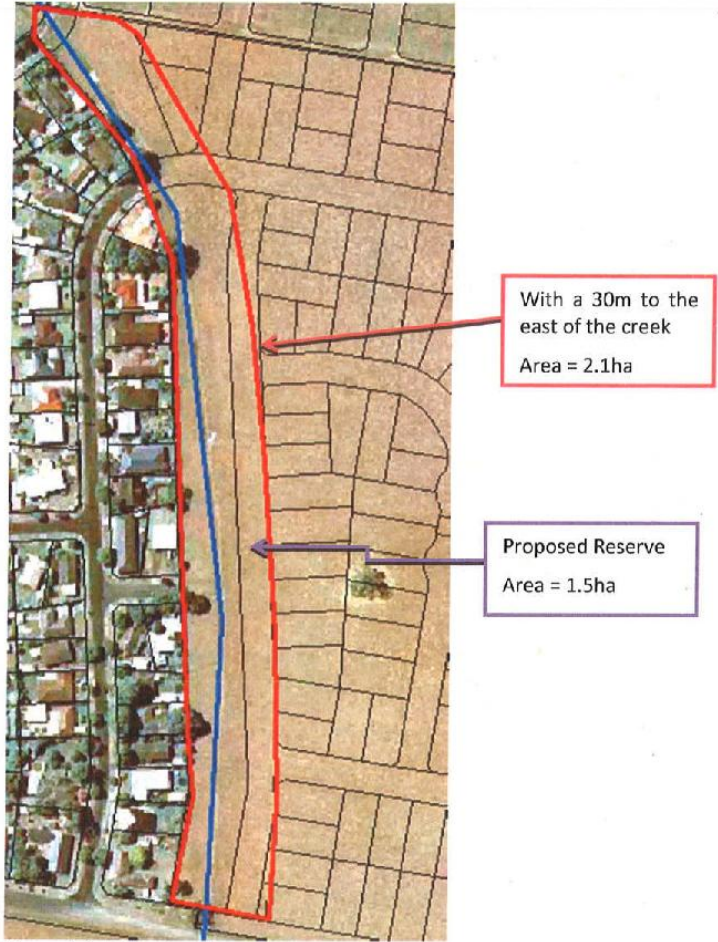 With a 30m to the
east of the creek
Area = 2.1ha
Proposed Reserve
Area = 1.5ha